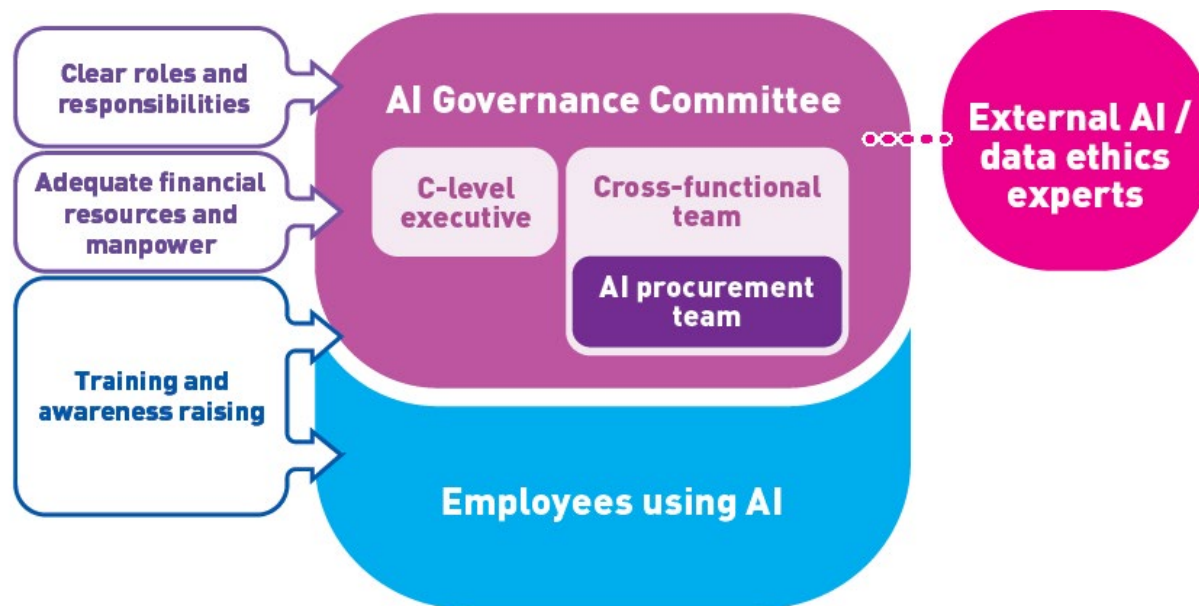 Clear roles and
responsibilities
Adequate financial
resources and
manpower
Training and
awareness raising
AI Governance Committee
C-level
executive
Cross-functional
team
AI procurement
team
Employees using AI
External AI /
data ethics
experts